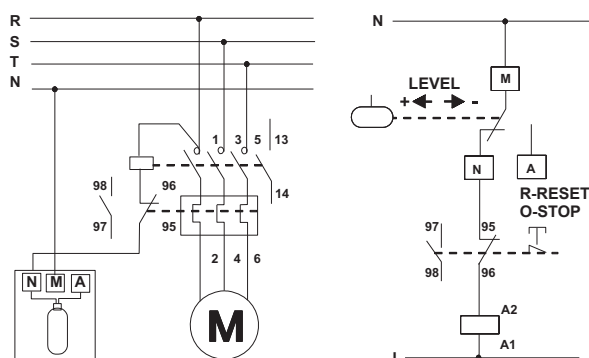 R
S
T
N
1 3 5 13
14
98 96
97 95
2 4 6
N M A
M
N
M
LEVEL
+ -
N A
R-RESET
O-STOP
97 95
98 96
A2
A1